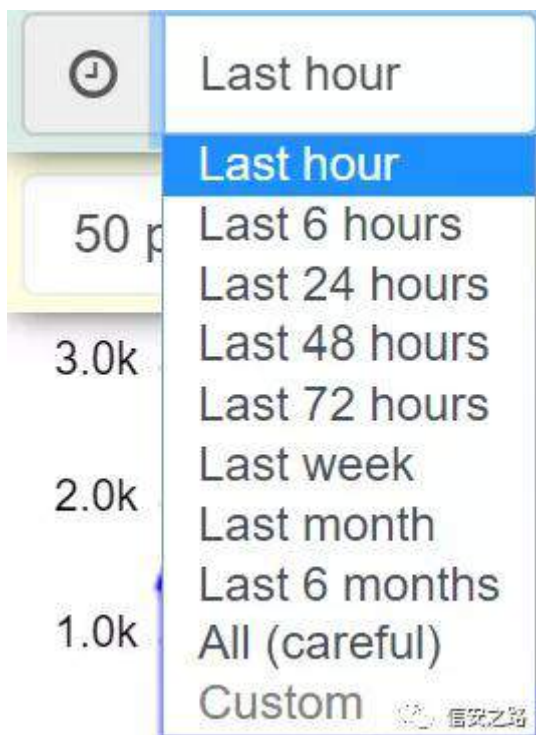 Last hour
Last hour
Last 6 hours
50 p
Last 24 hours
3.0k
Last 48 hours
Last 72 hours
Last week
2.0k
Last month
Last 6 months
1.0k
All (careful)
Custom
信安之路